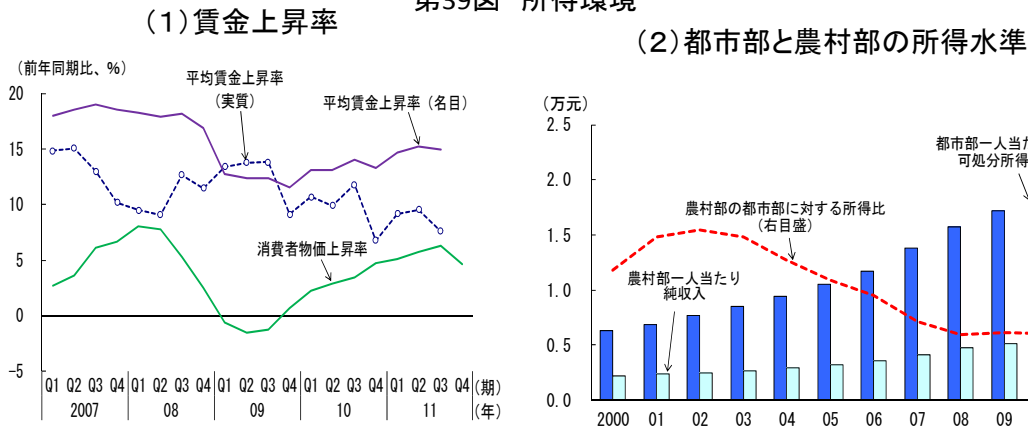 第39図 所得環境
(1)賃金上昇率
(前年同期比、%)
平均賃金上昇率
(実質)
平均賃金上昇率(名目)
消費者物価上昇率
20
15
10
5
0
-5
Q1 Q2 Q3 Q4 Q1 Q2 Q3 Q4 Q1 Q2 Q3 Q4 Q1 Q2 Q3 Q4 Q1 Q2 Q3 Q4 (期)
2007 08 09 10 11 (年)
(2)都市部と農村部の所得水準
(万元)
都市部一人当た
可処分所得
農村部の都市部に対する所得比
(右目盛)
農村部一人当たり
純収入
2.5
2.0
1.5
1.0
0.5
0.0
2000 01 02 03 04 05 06 07 08 09